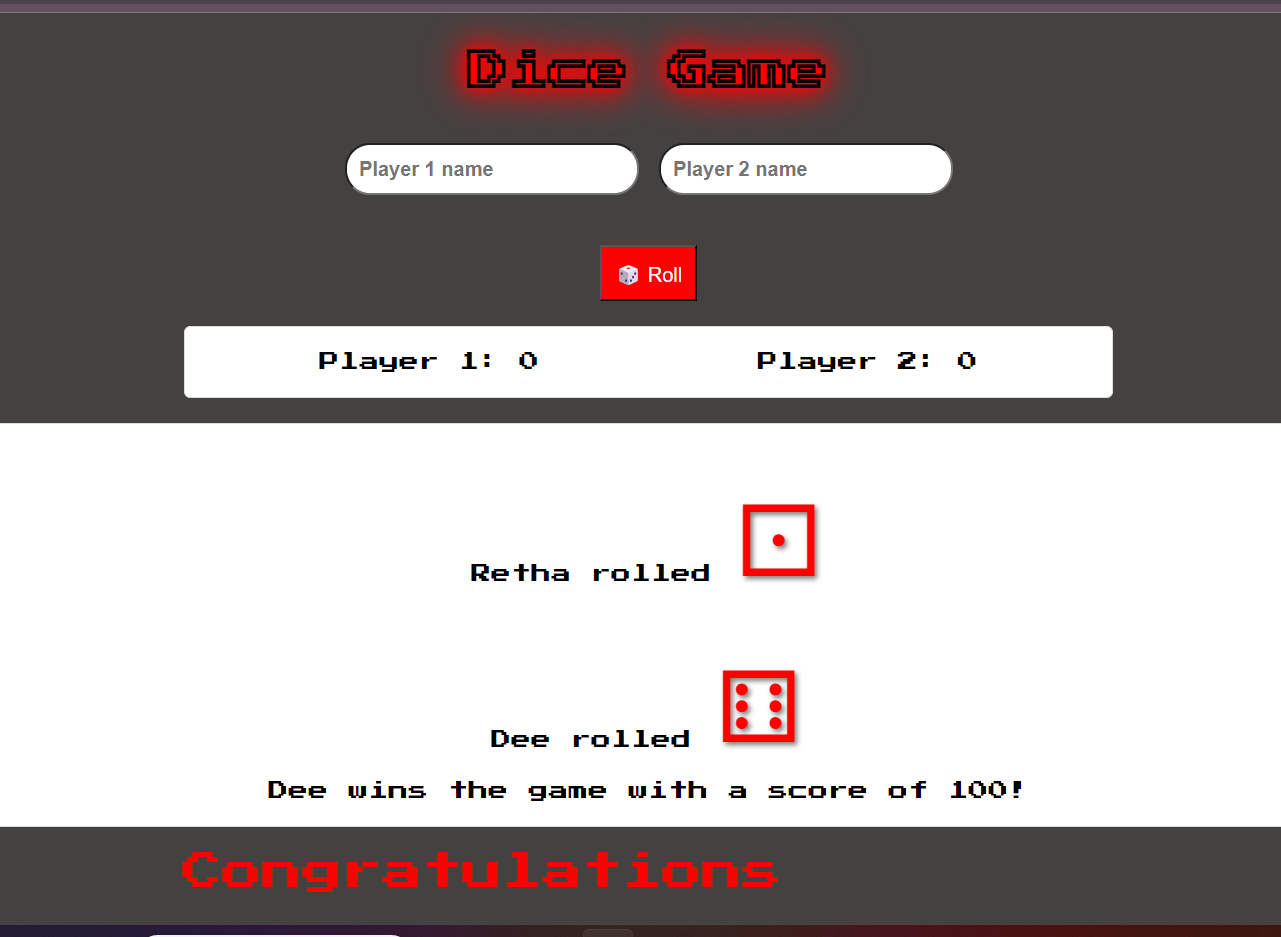 Dice Game
Player 1 name Player 2 name
Roll
Player 1: 0 Player 2: 0
Retha rolled
Dee rolled
Dee wins the game with a score of 100!
Congratulations